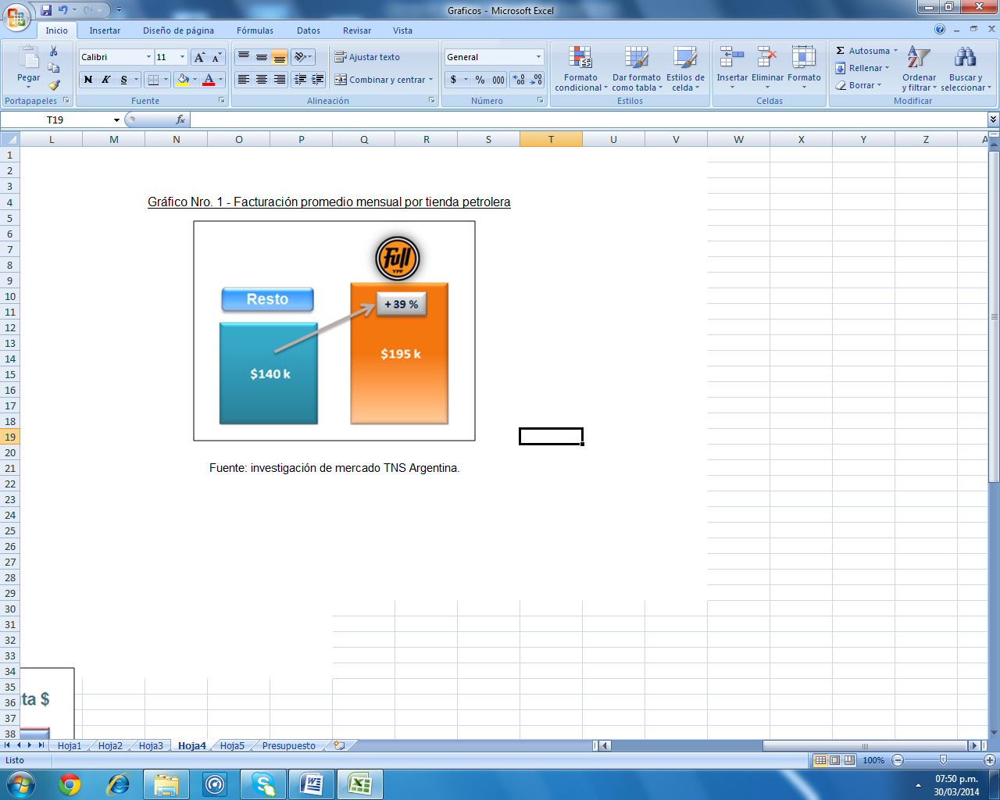 Graficos - Microsoft Excel
Inicio Insertar Diseño de página Fórmulas Datos Revisar Vista
Pegar
Portapapeles
Calibri 11
N K S A
Fuente
Ajustar texto
Combinar y centrar
Alineación
General
$ % 000
Número
Formato condicional
Dar formato como tabla
Estilos de celda
Estilos
Insertar Eliminar Formato
Celdas
Σ Autosuma
Rellenar
Borrar
Ordenar y filtrar
Buscar y seleccionar
Modificar
T19 fx
L M N O P Q R S T U V W X Y Z A
1
2
3
4 Gráfico Nro. 1 - Facturación promedio mensual por tienda petrolera
5
6
7 Full
8 YPF
9
10 Resto + 39 %
11
12
13
14 $195 k
15 $140 k
16
17
18
19
20
21 Fuente: investigación de mercado TNS Argentina.
22
23
24
25
26
27
28
29
30
31
32
33
34
35
36 ta $
37
38
Hoja1 Hoja2 Hoja3 Hoja4 Hoja5 Presupuesto
Listo 100%
07:50 p.m.
30/03/2014